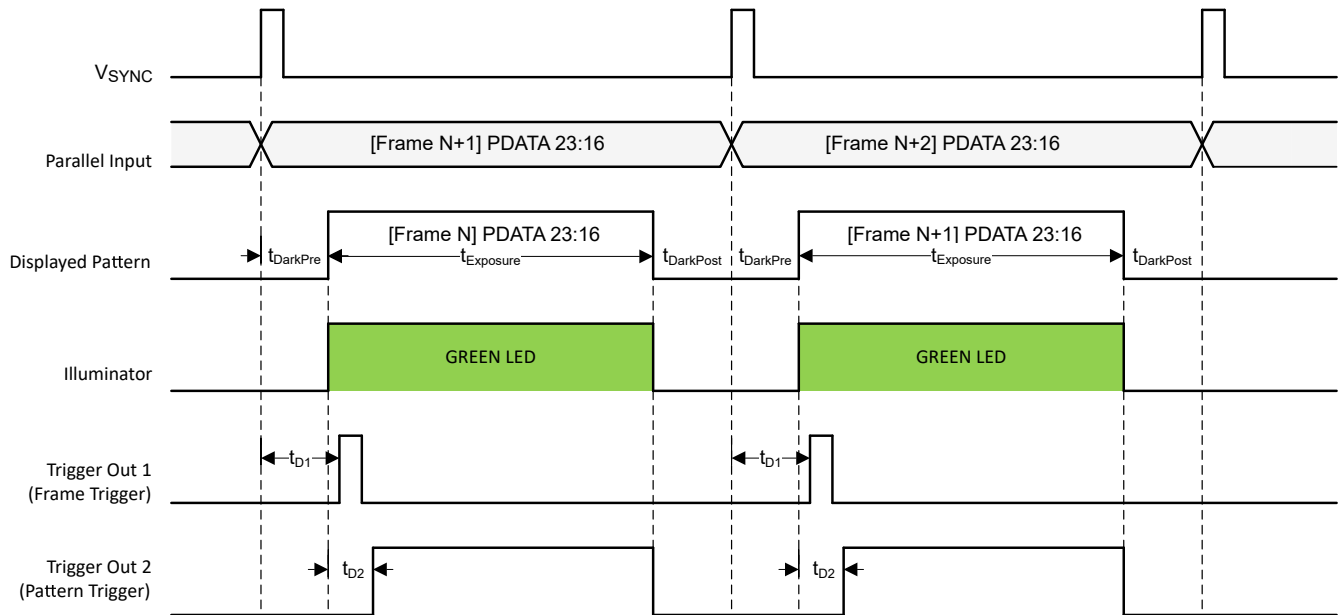 VSYNC
Parallel Input
[Frame N+1] PDATA 23:16
[Frame N+2] PDATA 23:16
Displayed Pattern
[Frame N] PDATA 23:16
[Frame N+1] PDATA 23:16
tDarkPre
tExposure
tDarkPost
tDarkPre
tExposure
tDarkPost
Illuminator
GREEN LED
GREEN LED
Trigger Out 1
(Frame Trigger)
tD1
tD1
Trigger Out 2
(Pattern Trigger)
tD2
tD2